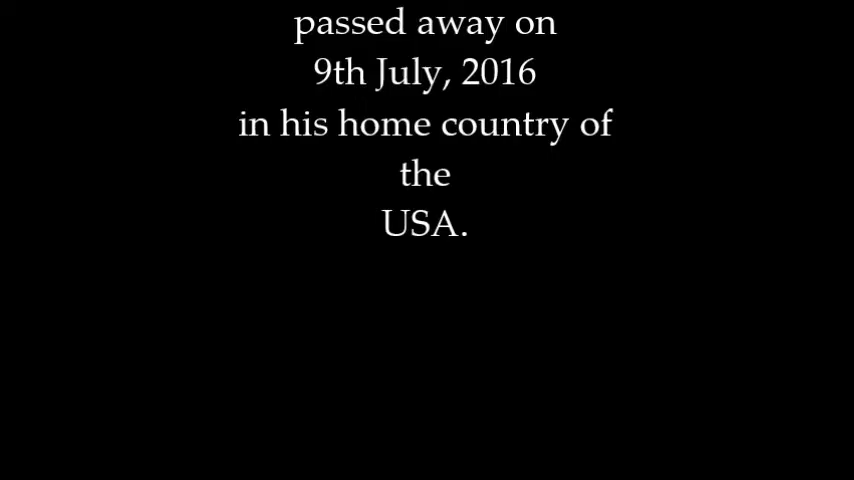 passed away on
9th July, 2016
in his home country of
the
USA.